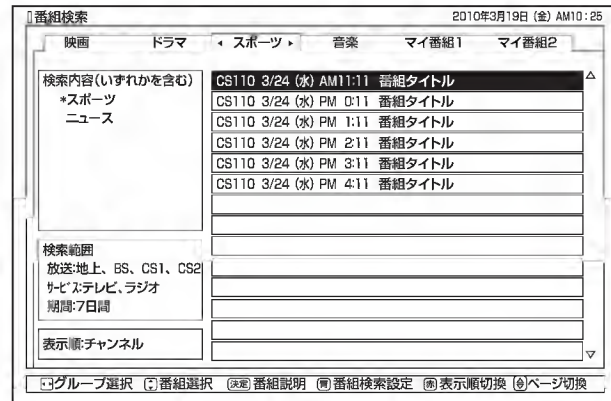 番組検索 2010年3月19日 (金) AM10:25
映画 ドラマ スポーツ 音楽 マイ番組1 マイ番組2
検索内容(いずれかを含む)
*スポーツ
ニュース
CS110 3/24 (水) AM11:11 番組タイトル
CS110 3/24 (水) PM 0:11 番組タイトル
CS110 3/24 (水) PM 1:11 番組タイトル
CS110 3/24 (水) PM 2:11 番組タイトル
CS110 3/24 (水) PM 3:11 番組タイトル
CS110 3/24 (水) PM 4:11 番組タイトル
検索範囲
放送:地上、BS、CS1、CS2
サービス:テレビ、ラジオ
期間:7日間
表示順:チャンネル
グループ選択 番組選択 決定 番組説明 青 番組検索設定 赤 表示順切換 ページ切換